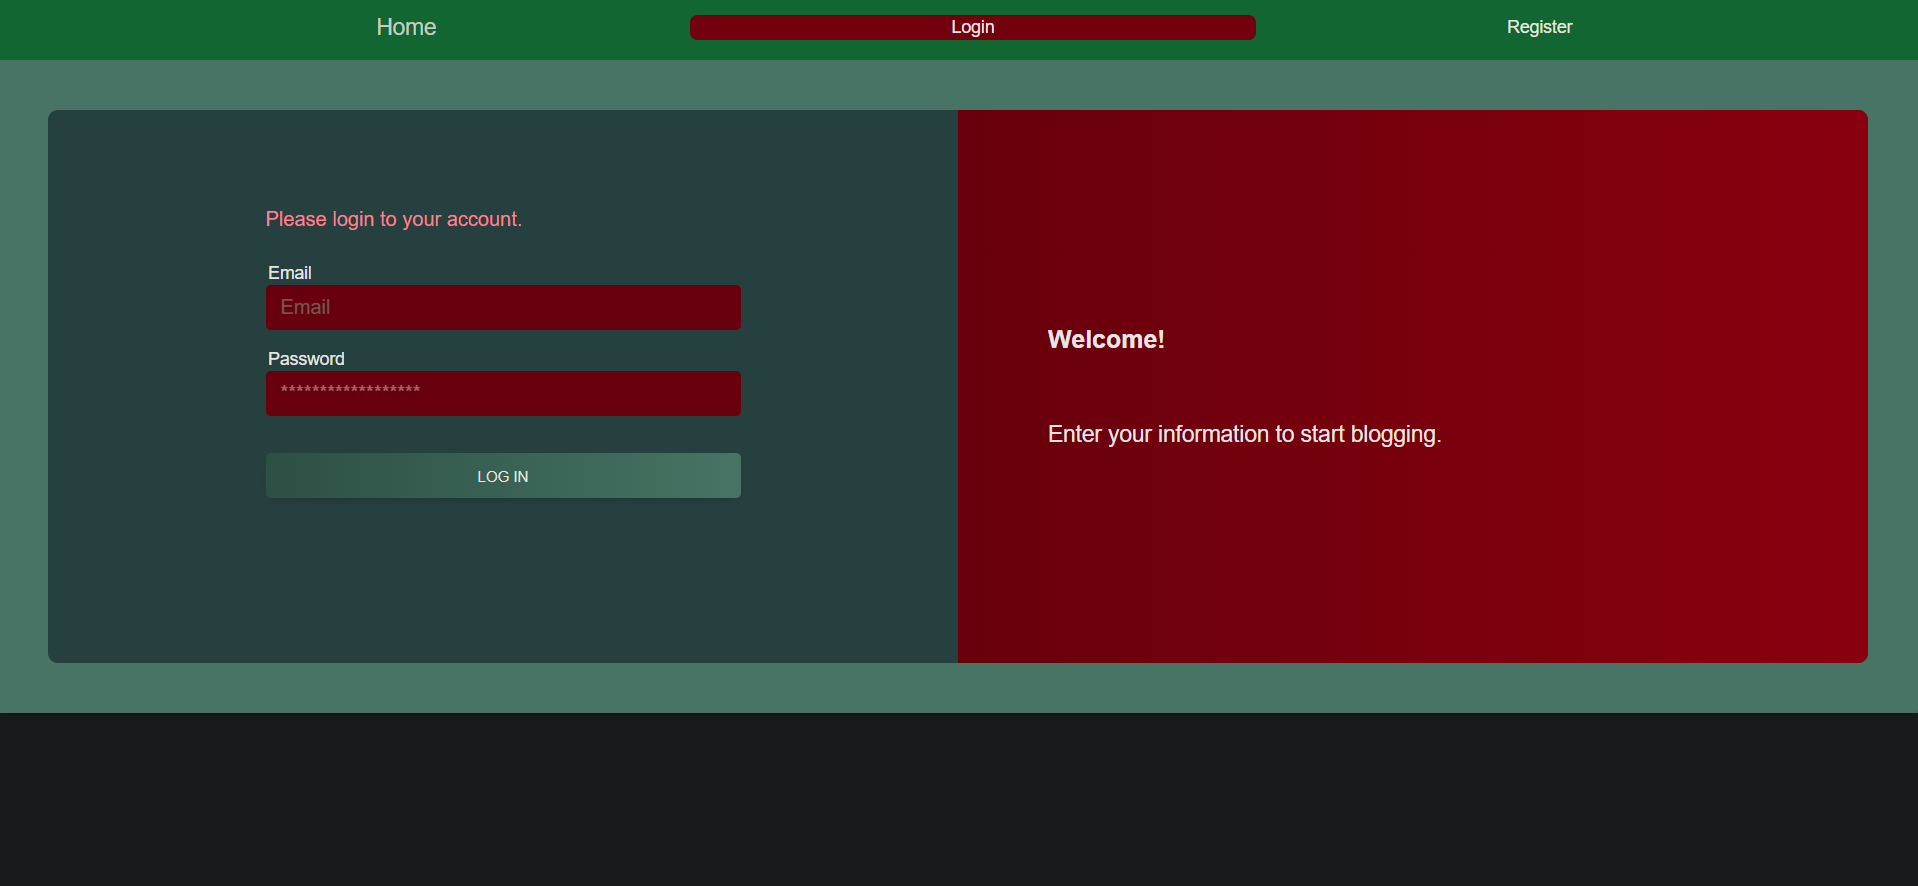 Home
Login
Register
Please login to your account.
Email
Email
Password
******************
LOG IN
Welcome!
Enter your information to start blogging.